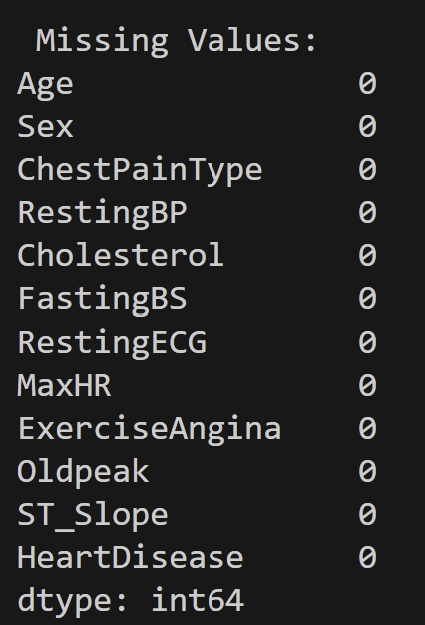 Missing Values:
Age 0
Sex 0
ChestPainType 0
RestingBP 0
Cholesterol 0
FastingBS 0
RestingECG 0
MaxHR 0
ExerciseAngina 0
Oldpeak 0
ST_Slope 0
HeartDisease 0
dtype: int64